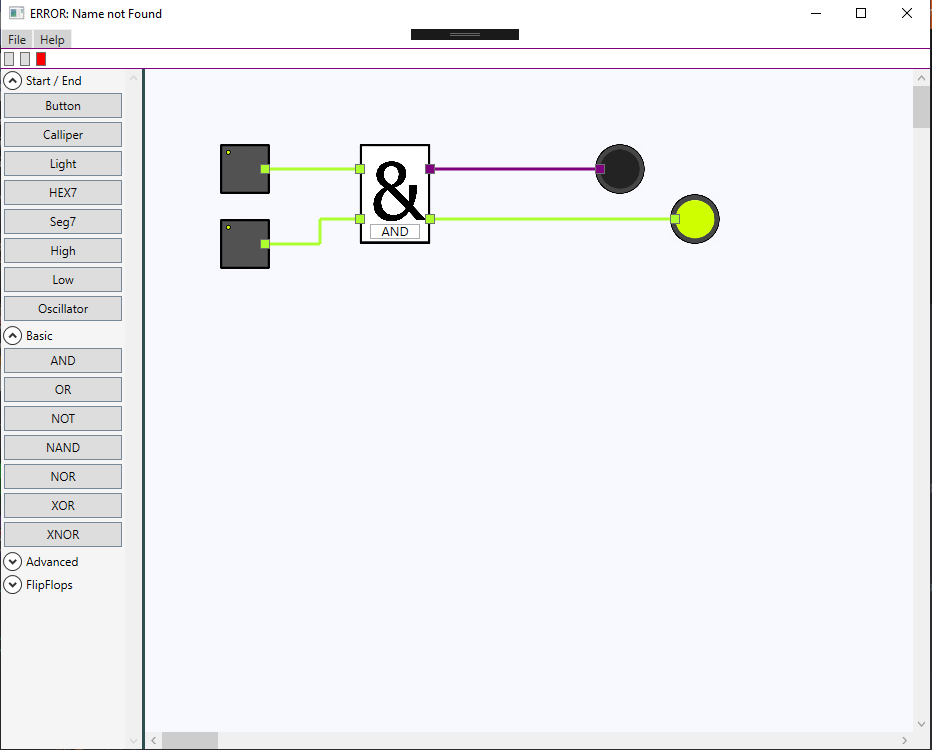 ERROR: Name not Found
File Help
Start / End
Button
Calliper
Light
HEX7
Seg7
High
Low
Oscillator
Basic
AND
OR
NOT
NAND
NOR
XOR
XNOR
Advanced
FlipFlops
&
AND